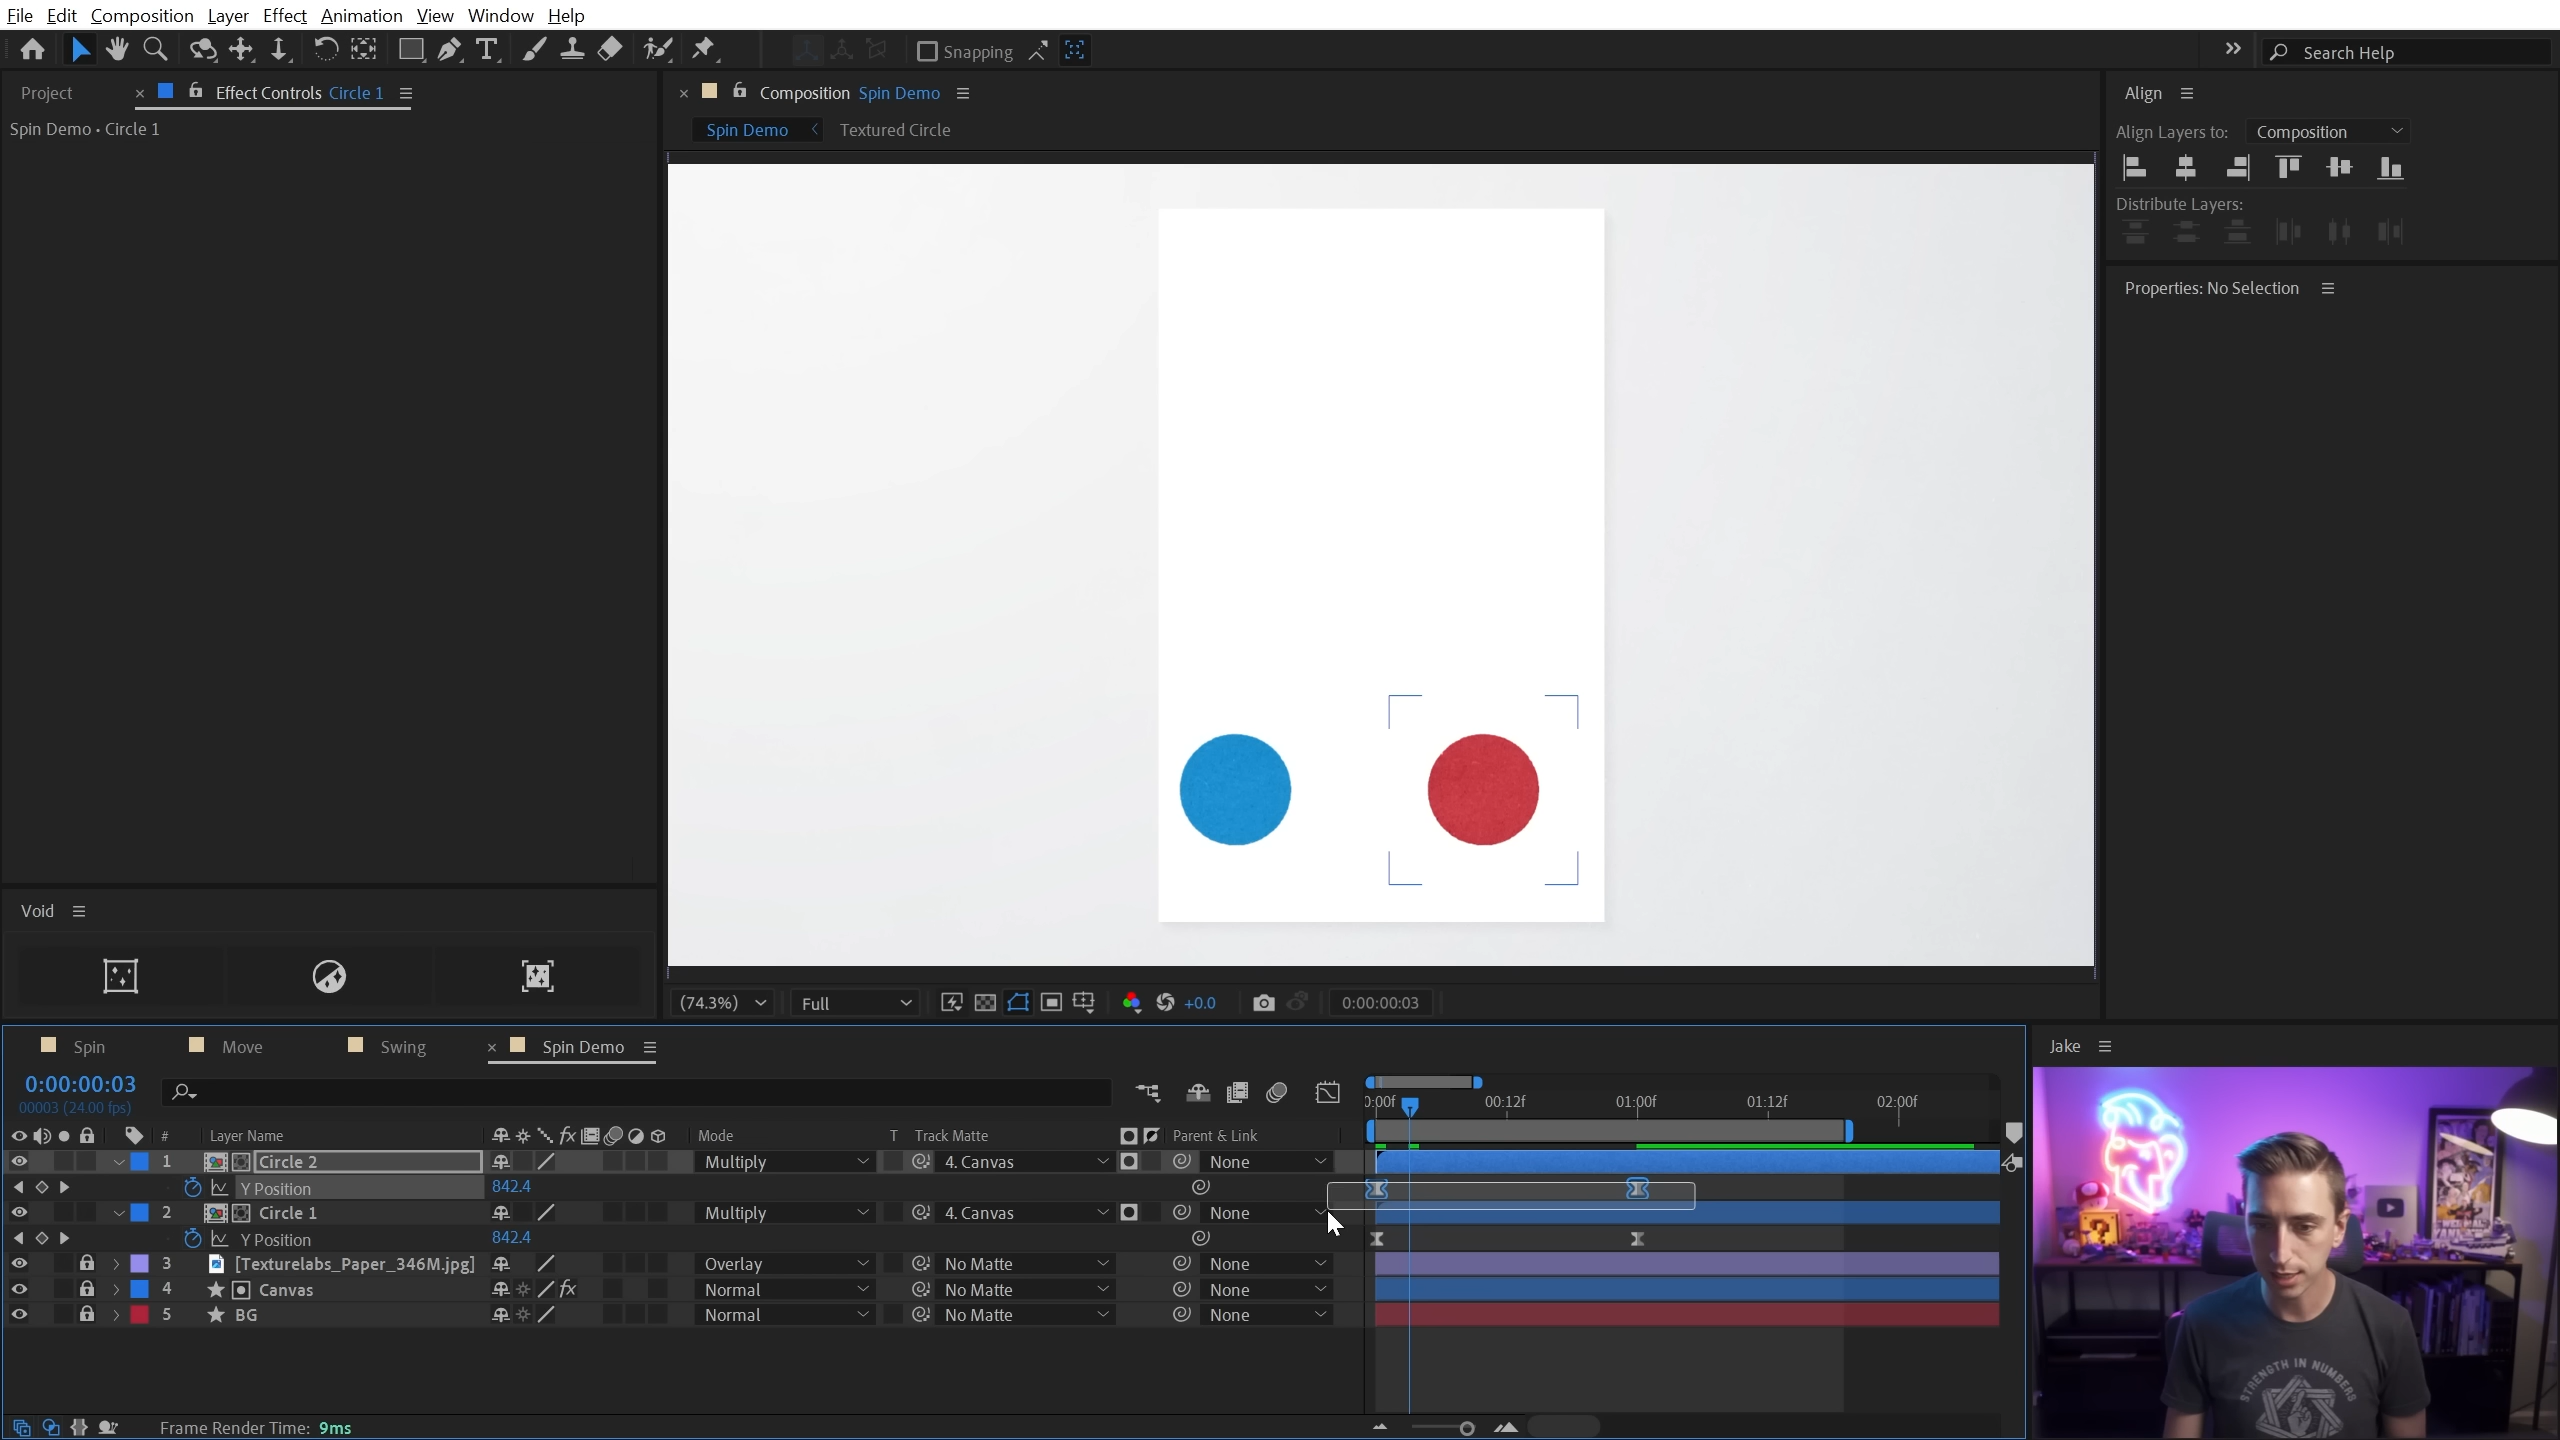 File Edit Composition Layer Effect Animation View Window Help
Snapping
Search Help
Project
Effect Controls Circle 1
Composition Spin Demo
Align
Spin Demo • Circle 1
Spin Demo
Textured Circle
Align Layers to: Composition
Distribute Layers:
Properties: No Selection
Void
(74.3%)
Full
+0.0
0:00:00:03
Spin
Move
Swing
Spin Demo
Jake
0:00:00:03
00003 (24.00 fps)
0:00f 00:12f 01:00f 01:12f 02:00f
# Layer Name Mode T Track Matte Parent & Link
1 Circle 2 Multiply 4. Canvas None
Y Position 842.4
2 Circle 1 Multiply 4. Canvas None
Y Position 842.4
3 [Texturelabs_Paper_346M.jpg] Overlay No Matte None
4 Canvas Normal No Matte None
5 BG Normal No Matte None
Frame Render Time: 9ms
STRENGTH IN NUMBERS